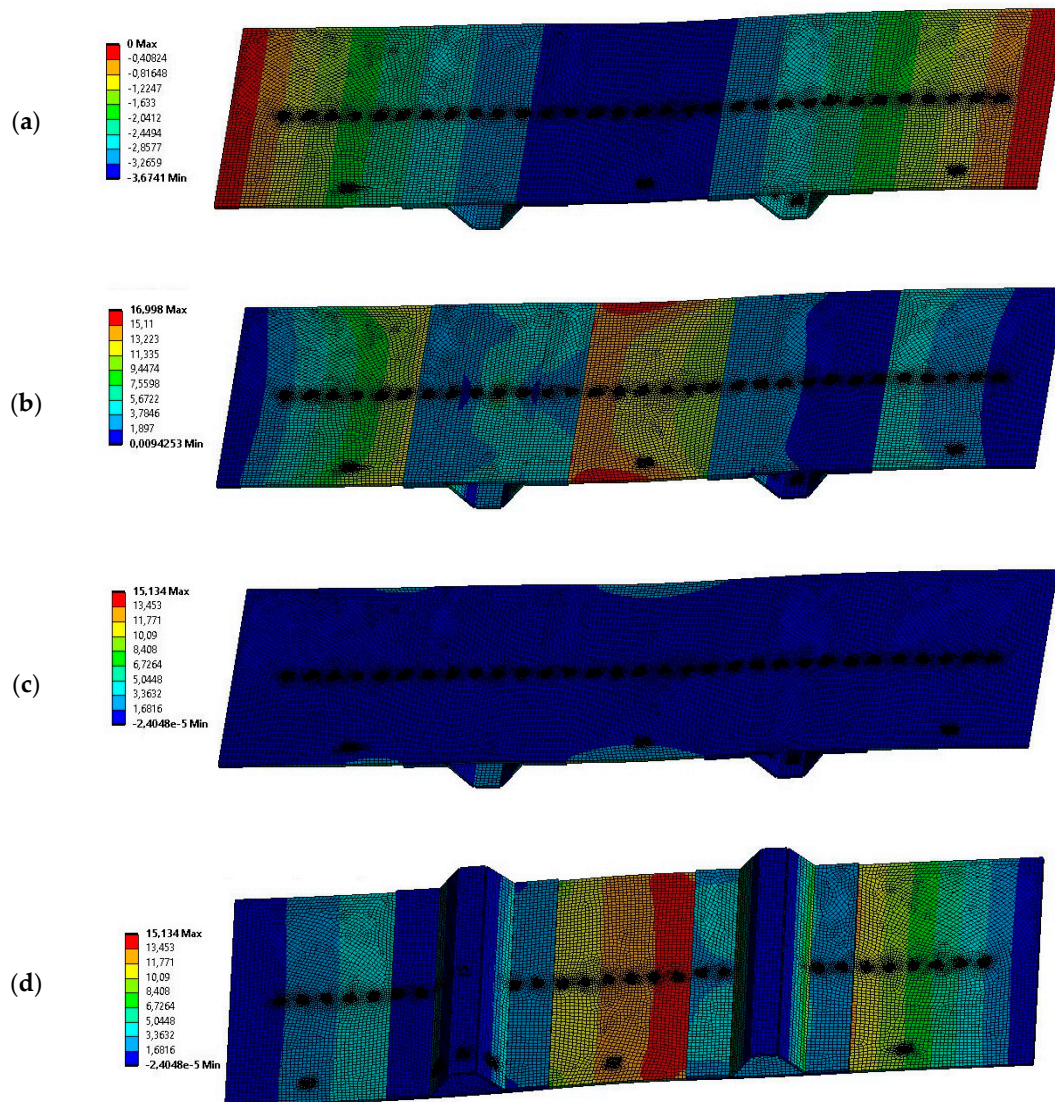 (a)
0 Max
-0,40824
-0,81648
-1,2247
-1,633
-2,0412
-2,4494
-2,8577
-3,2659
-3,6741 Min
(b)
16,998 Max
15,11
13,223
11,335
9,4474
7,5598
5,6722
3,7846
1,897
0,0094253 Min
(c)
15,134 Max
13,453
11,771
10,09
8,408
6,7264
5,0448
3,3632
1,6816
-2,4048e-5 Min
(d)
15,134 Max
13,453
11,771
10,09
8,408
6,7264
5,0448
3,3632
1,6816
-2,4048e-5 Min